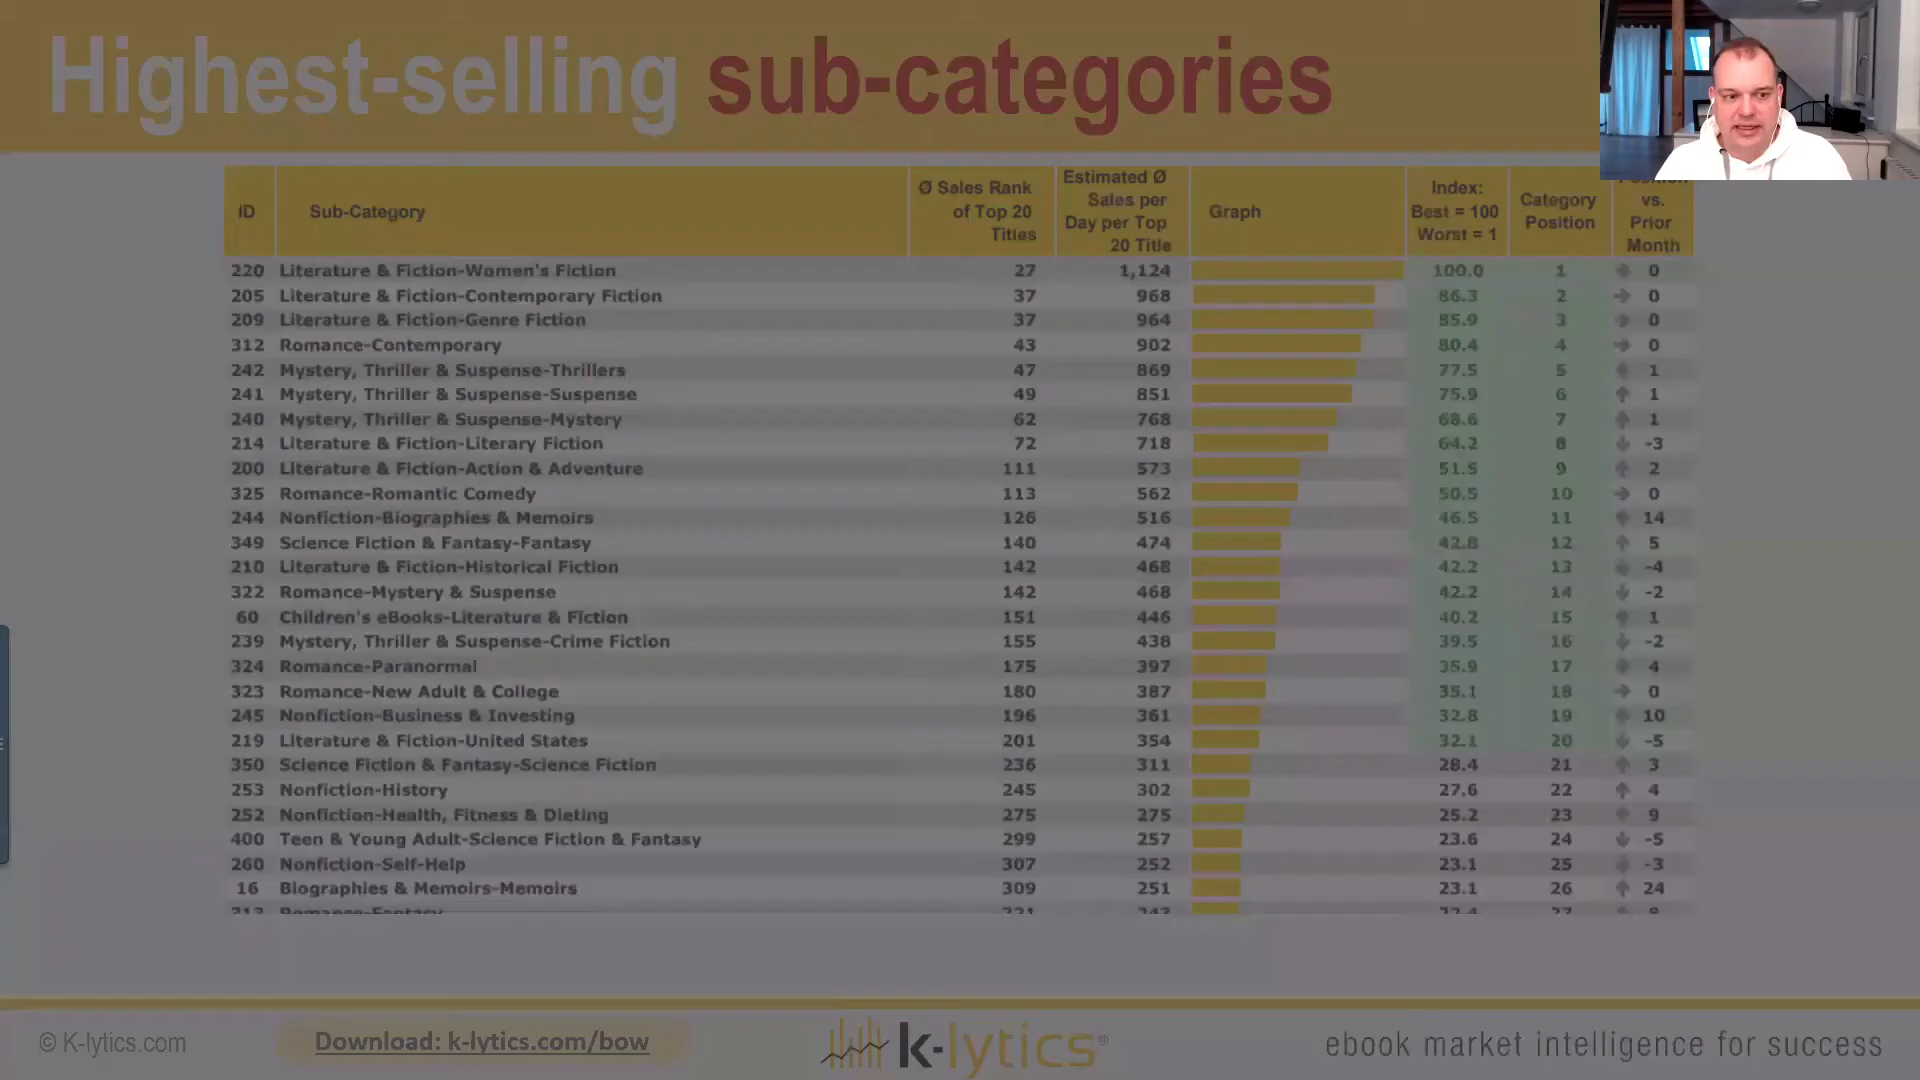 Highest-selling sub-categories
ID Sub-Category Ø Sales Rank of Top 20 Titles Estimated Ø Sales per Day per Top 20 Title Graph Index: Best = 100 Worst = 1 Category Position vs. Prior Month
220 Literature & Fiction-Women's Fiction 27 1,124 100.0 1 0
205 Literature & Fiction-Contemporary Fiction 37 968 86.3 2 0
209 Literature & Fiction-Genre Fiction 37 964 85.9 3 0
312 Romance-Contemporary 43 902 80.4 4 0
242 Mystery, Thriller & Suspense-Thrillers 47 869 77.5 5 1
241 Mystery, Thriller & Suspense-Suspense 49 851 75.9 6 1
240 Mystery, Thriller & Suspense-Mystery 62 768 68.6 7 1
214 Literature & Fiction-Literary Fiction 72 718 64.2 8 -3
200 Literature & Fiction-Action & Adventure 111 573 51.5 9 2
325 Romance-Romantic Comedy 113 562 50.5 10 0
244 Nonfiction-Biographies & Memoirs 126 516 46.5 11 14
349 Science Fiction & Fantasy-Fantasy 140 474 42.8 12 5
210 Literature & Fiction-Historical Fiction 142 468 42.2 13 -4
322 Romance-Mystery & Suspense 142 468 42.2 14 -2
60 Children's eBooks-Literature & Fiction 151 446 40.2 15 1
239 Mystery, Thriller & Suspense-Crime Fiction 155 438 39.5 16 -2
324 Romance-Paranormal 175 397 35.9 17 4
323 Romance-New Adult & College 180 387 35.1 18 0
245 Nonfiction-Business & Investing 196 361 32.8 19 10
219 Literature & Fiction-United States 201 354 32.1 20 -5
350 Science Fiction & Fantasy-Science Fiction 236 311 28.4 21 3
253 Nonfiction-History 245 302 27.6 22 4
252 Nonfiction-Health, Fitness & Dieting 275 275 25.2 23 9
400 Teen & Young Adult-Science Fiction & Fantasy 299 257 23.6 24 -5
260 Nonfiction-Self-Help 307 252 23.1 25 -3
16 Biographies & Memoirs-Memoirs 309 251 23.1 26 24
Romance-Fantasy
© K-lytics.com Download: k-lytics.com/bow k-lytics® ebook market intelligence for success